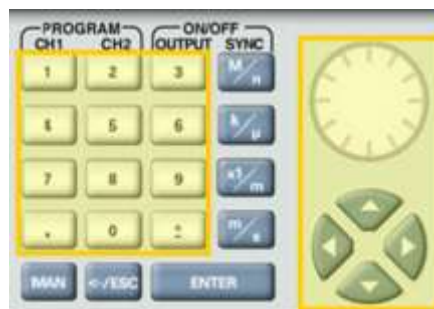 PROGRAM ON/OFF
CH1 CH2 OUTPUT SYNC
1 2 3 M/n
4 5 6 k/μ
7 8 9 x1/m
. 0 ± m/s
MAN <-/ESC ENTER